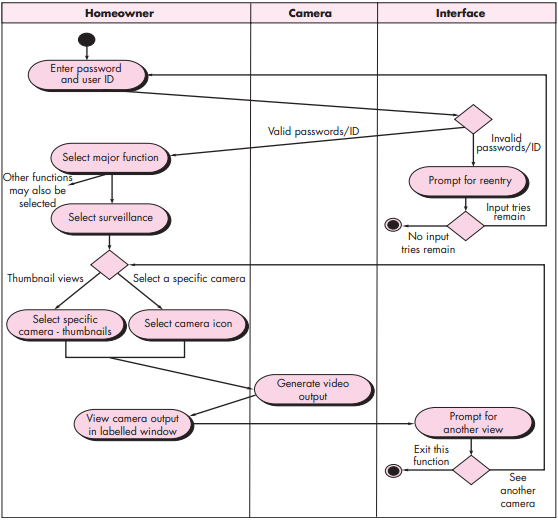 Homeowner
Camera
Interface
Enter password
and user ID
Valid passwords/ID
Invalid
passwords/ID
Select major function
Prompt for reentry
Other functions
may also be
selected
Input tries
remain
Select surveillance
No input
tries remain
Thumbnail views
Select a specific camera
Select specific
camera - thumbnails
Select camera icon
Generate video
output
View camera output
in labelled window
Prompt for
another view
Exit this
function
See
another
camera